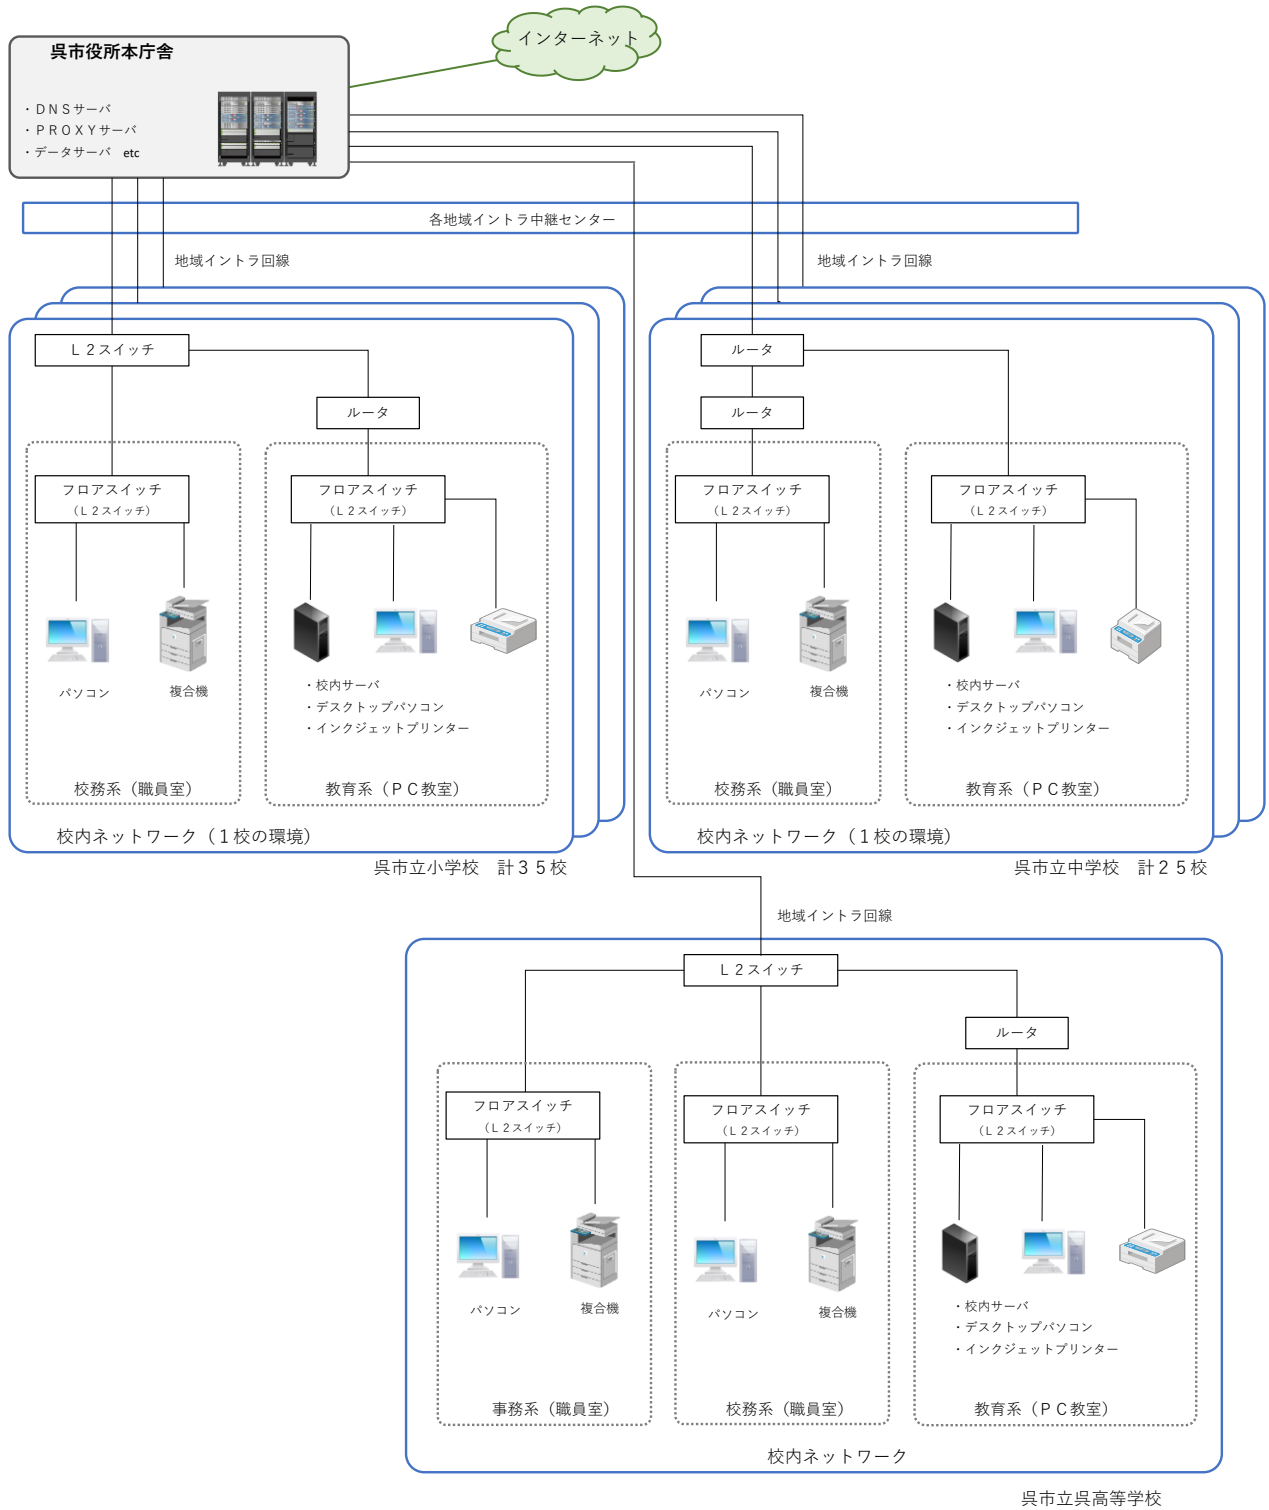 インターネット
呉市役所本庁舎
・ＤＮＳサーバ
・ＰＲＯＸＹサーバ
・データサーバ　etc
各地域イントラ中継センター
地域イントラ回線
地域イントラ回線
Ｌ２スイッチ
ルータ
フロアスイッチ
（Ｌ２スイッチ）
フロアスイッチ
（Ｌ２スイッチ）
パソコン
複合機
・校内サーバ
・デスクトップパソコン
・インクジェットプリンター
校務系（職員室）
教育系（ＰＣ教室）
校内ネットワーク（１校の環境）
呉市立小学校　計３５校
ルータ
ルータ
フロアスイッチ
（Ｌ２スイッチ）
フロアスイッチ
（Ｌ２スイッチ）
パソコン
複合機
・校内サーバ
・デスクトップパソコン
・インクジェットプリンター
校務系（職員室）
教育系（ＰＣ教室）
校内ネットワーク（１校の環境）
呉市立中学校　計２５校
地域イントラ回線
Ｌ２スイッチ
ルータ
フロアスイッチ
（Ｌ２スイッチ）
フロアスイッチ
（Ｌ２スイッチ）
フロアスイッチ
（Ｌ２スイッチ）
パソコン
複合機
パソコン
複合機
・校内サーバ
・デスクトップパソコン
・インクジェットプリンター
事務系（職員室）
校務系（職員室）
教育系（ＰＣ教室）
校内ネットワーク
呉市立呉高等学校